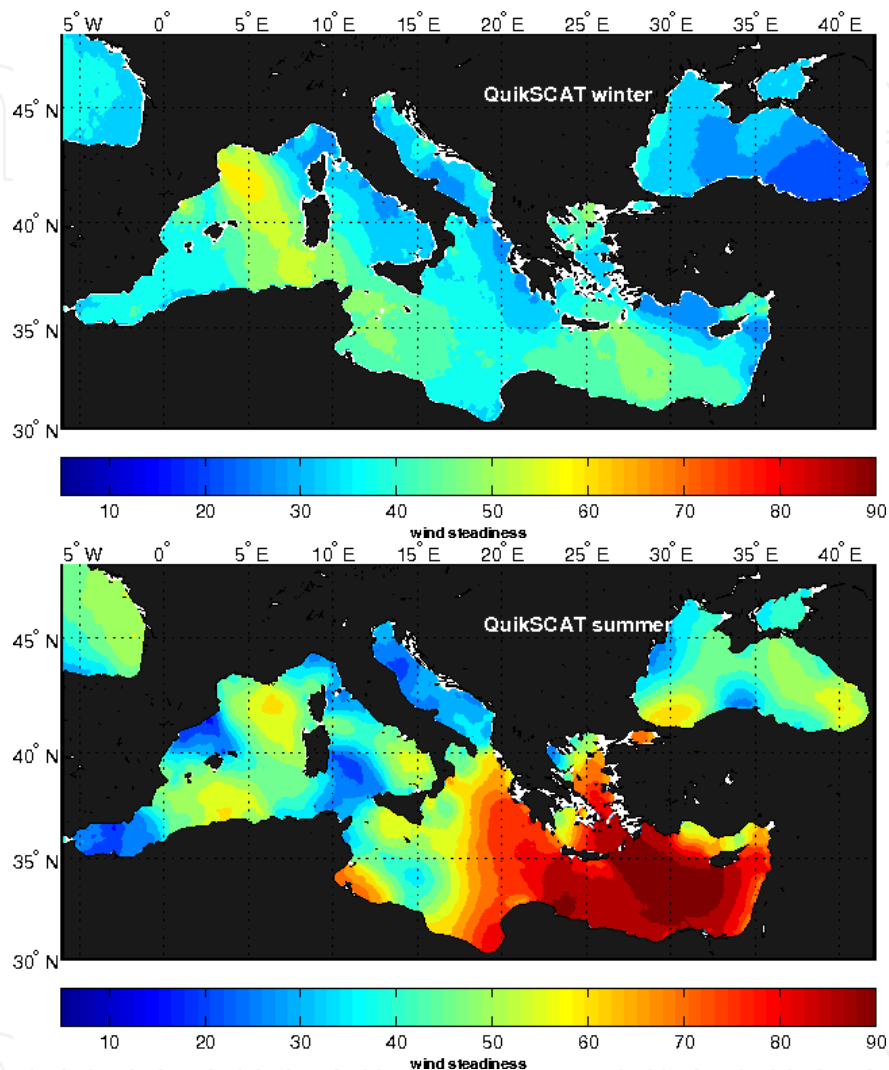 5° W 0° 5° E 10° E 15° E 20° E 25° E 30° E 35° E 40° E
QuikSCAT winter
45° N
40° N
35° N
30° N
10 20 30 40 50 60 70 80 90
wind steadiness
5° W 0° 5° E 10° E 15° E 20° E 25° E 30° E 35° E 40° E
QuikSCAT summer
45° N
40° N
35° N
30° N
10 20 30 40 50 60 70 80 90
wind steadiness